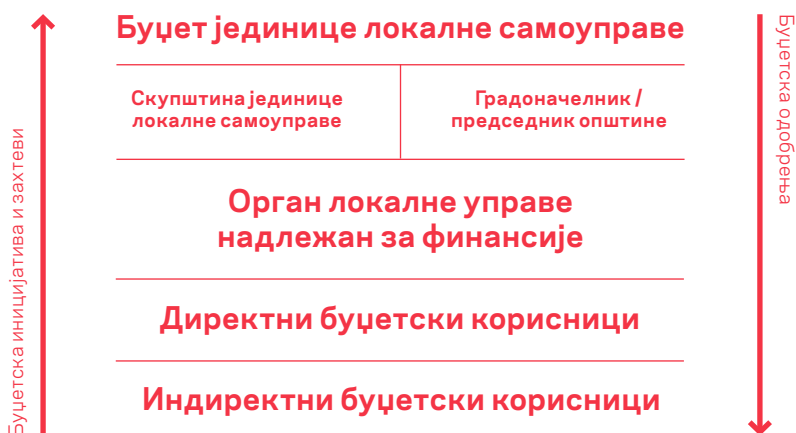 Буџет јединице локалне самоуправе
Скупштина јединице
локалне самоуправе
Градоначелник /
председник општине
Орган локалне управе
надлежан за финансије
Директни буџетски корисници
Индиректни буџетски корисници
Буџетска иницијатива и захтеви
Буџетска одобрења